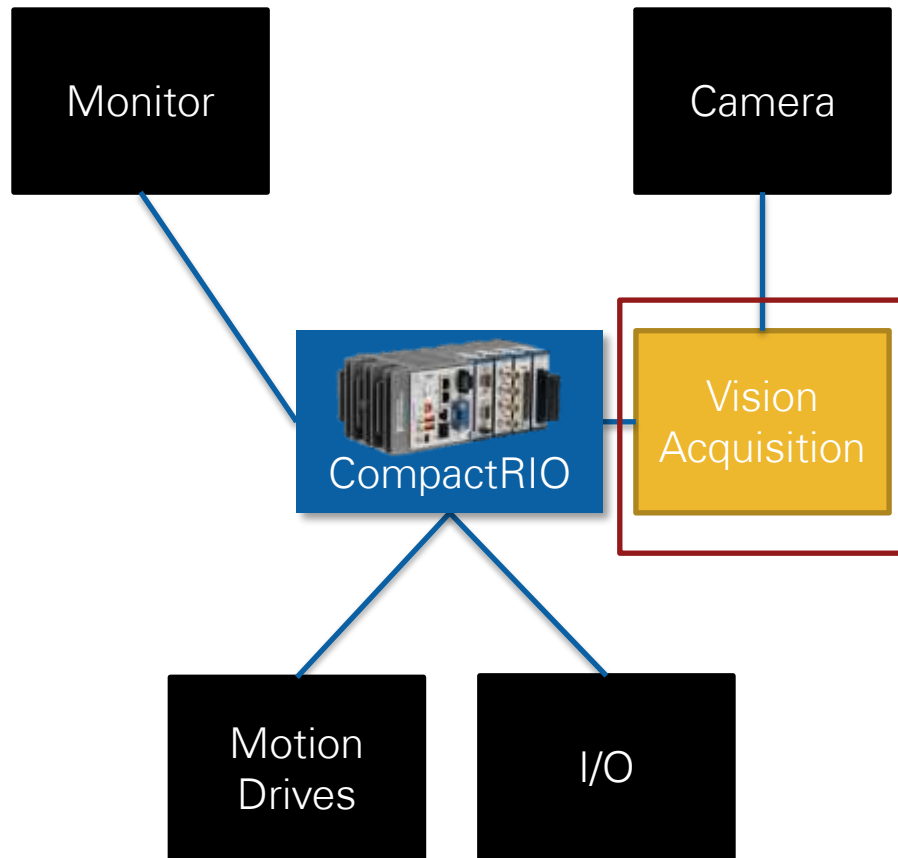 Monitor
Camera
Vision
Acquisition
CompactRIO
Motion
Drives
I/O